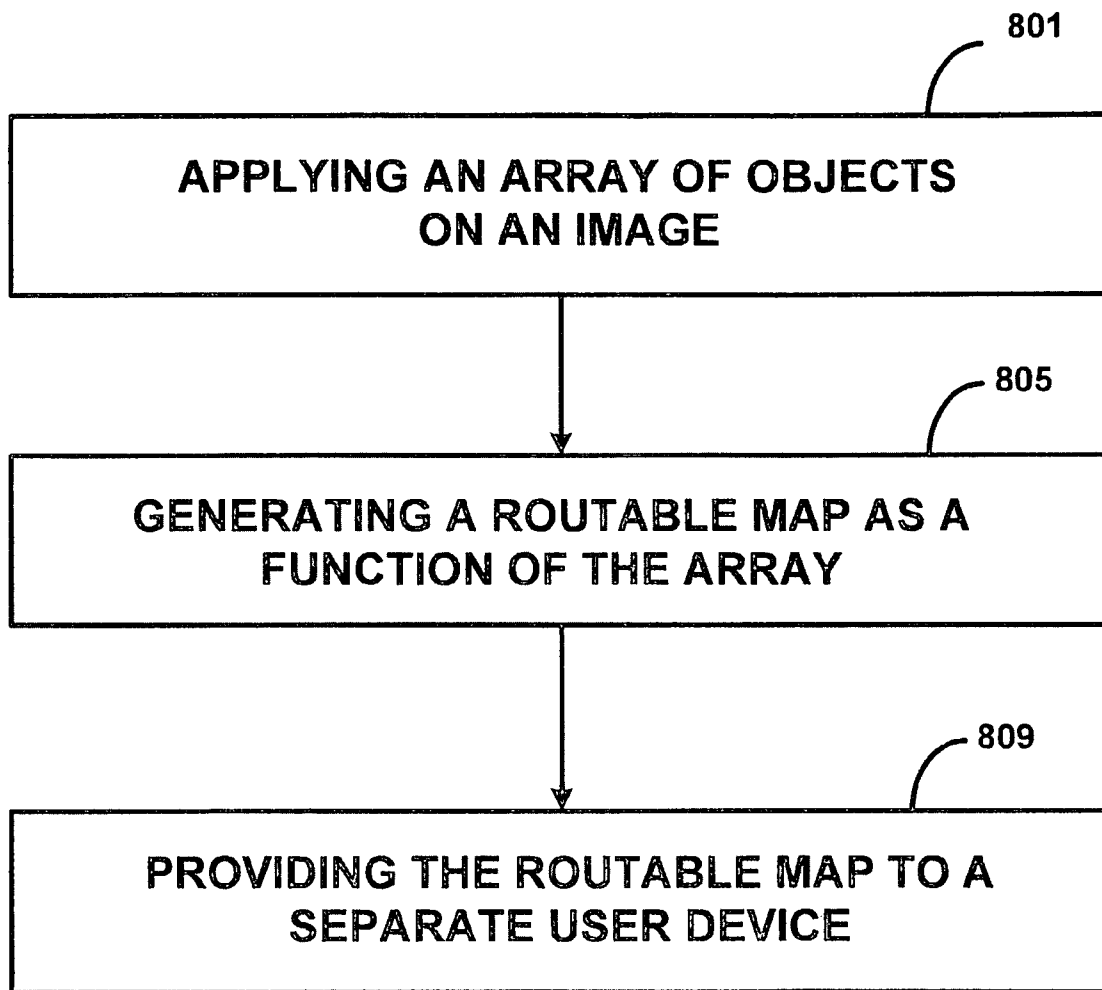 801
APPLYING AN ARRAY OF OBJECTS
ON AN IMAGE
805
GENERATING A ROUTABLE MAP AS A
FUNCTION OF THE ARRAY
809
PROVIDING THE ROUTABLE MAP TO A
SEPARATE USER DEVICE